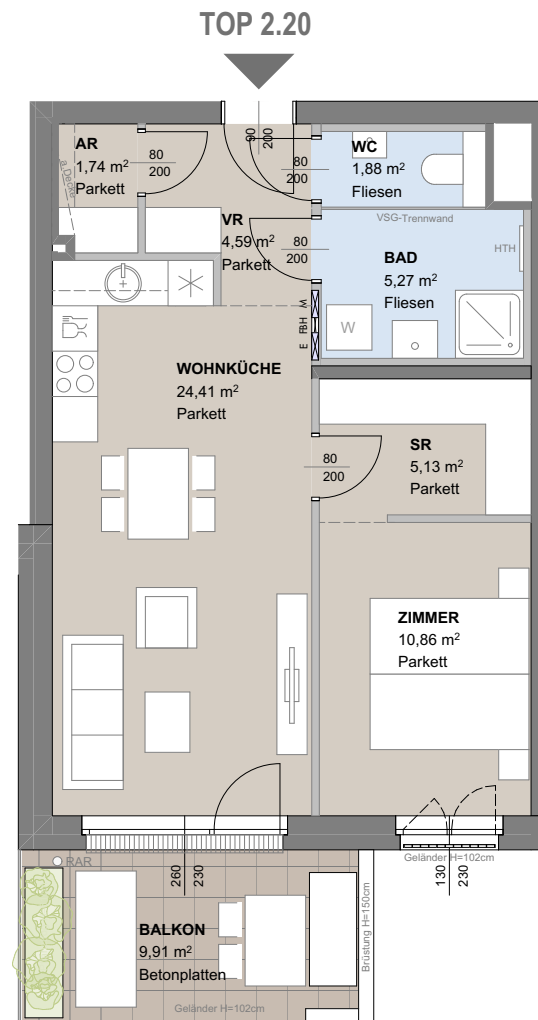 TOP 2.20
AR
1,74 m²
Parkett
a.Decke
80
200
90
200
80
200
WC
1,88 m²
Fliesen
VSG-Trennwand
VR
4,59 m²
Parkett
80
200
BAD
5,27 m²
Fliesen
HTH
W
E FBH W
WOHNKÜCHE
24,41 m²
Parkett
80
200
SR
5,13 m²
Parkett
ZIMMER
10,86 m²
Parkett
RAR
260
230
Geländer H=102cm
130
230
BALKON
9,91 m²
Betonplatten
Brüstung H=150cm
Geländer H=102cm